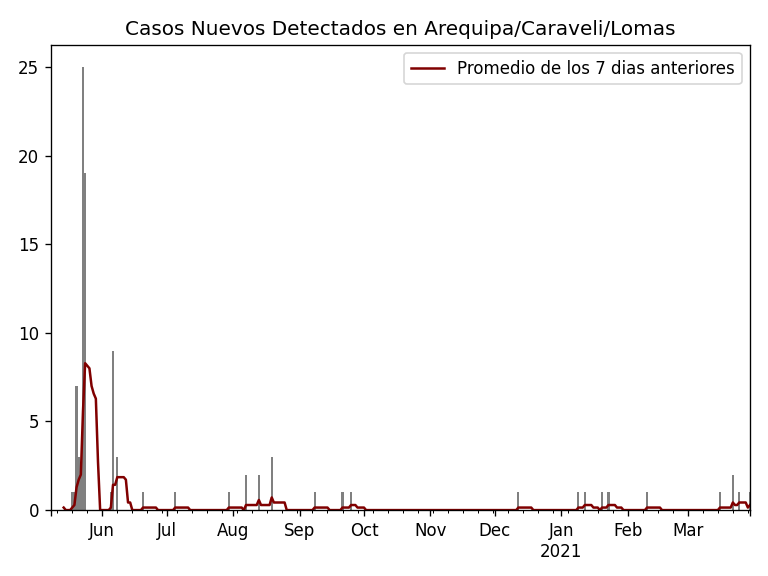 Casos Nuevos Detectados en Arequipa/Caraveli/Lomas
Promedio de los 7 dias anteriores
25
20
15
10
5
0
Jun Jul Aug Sep Oct Nov Dec Jan Feb Mar
2021